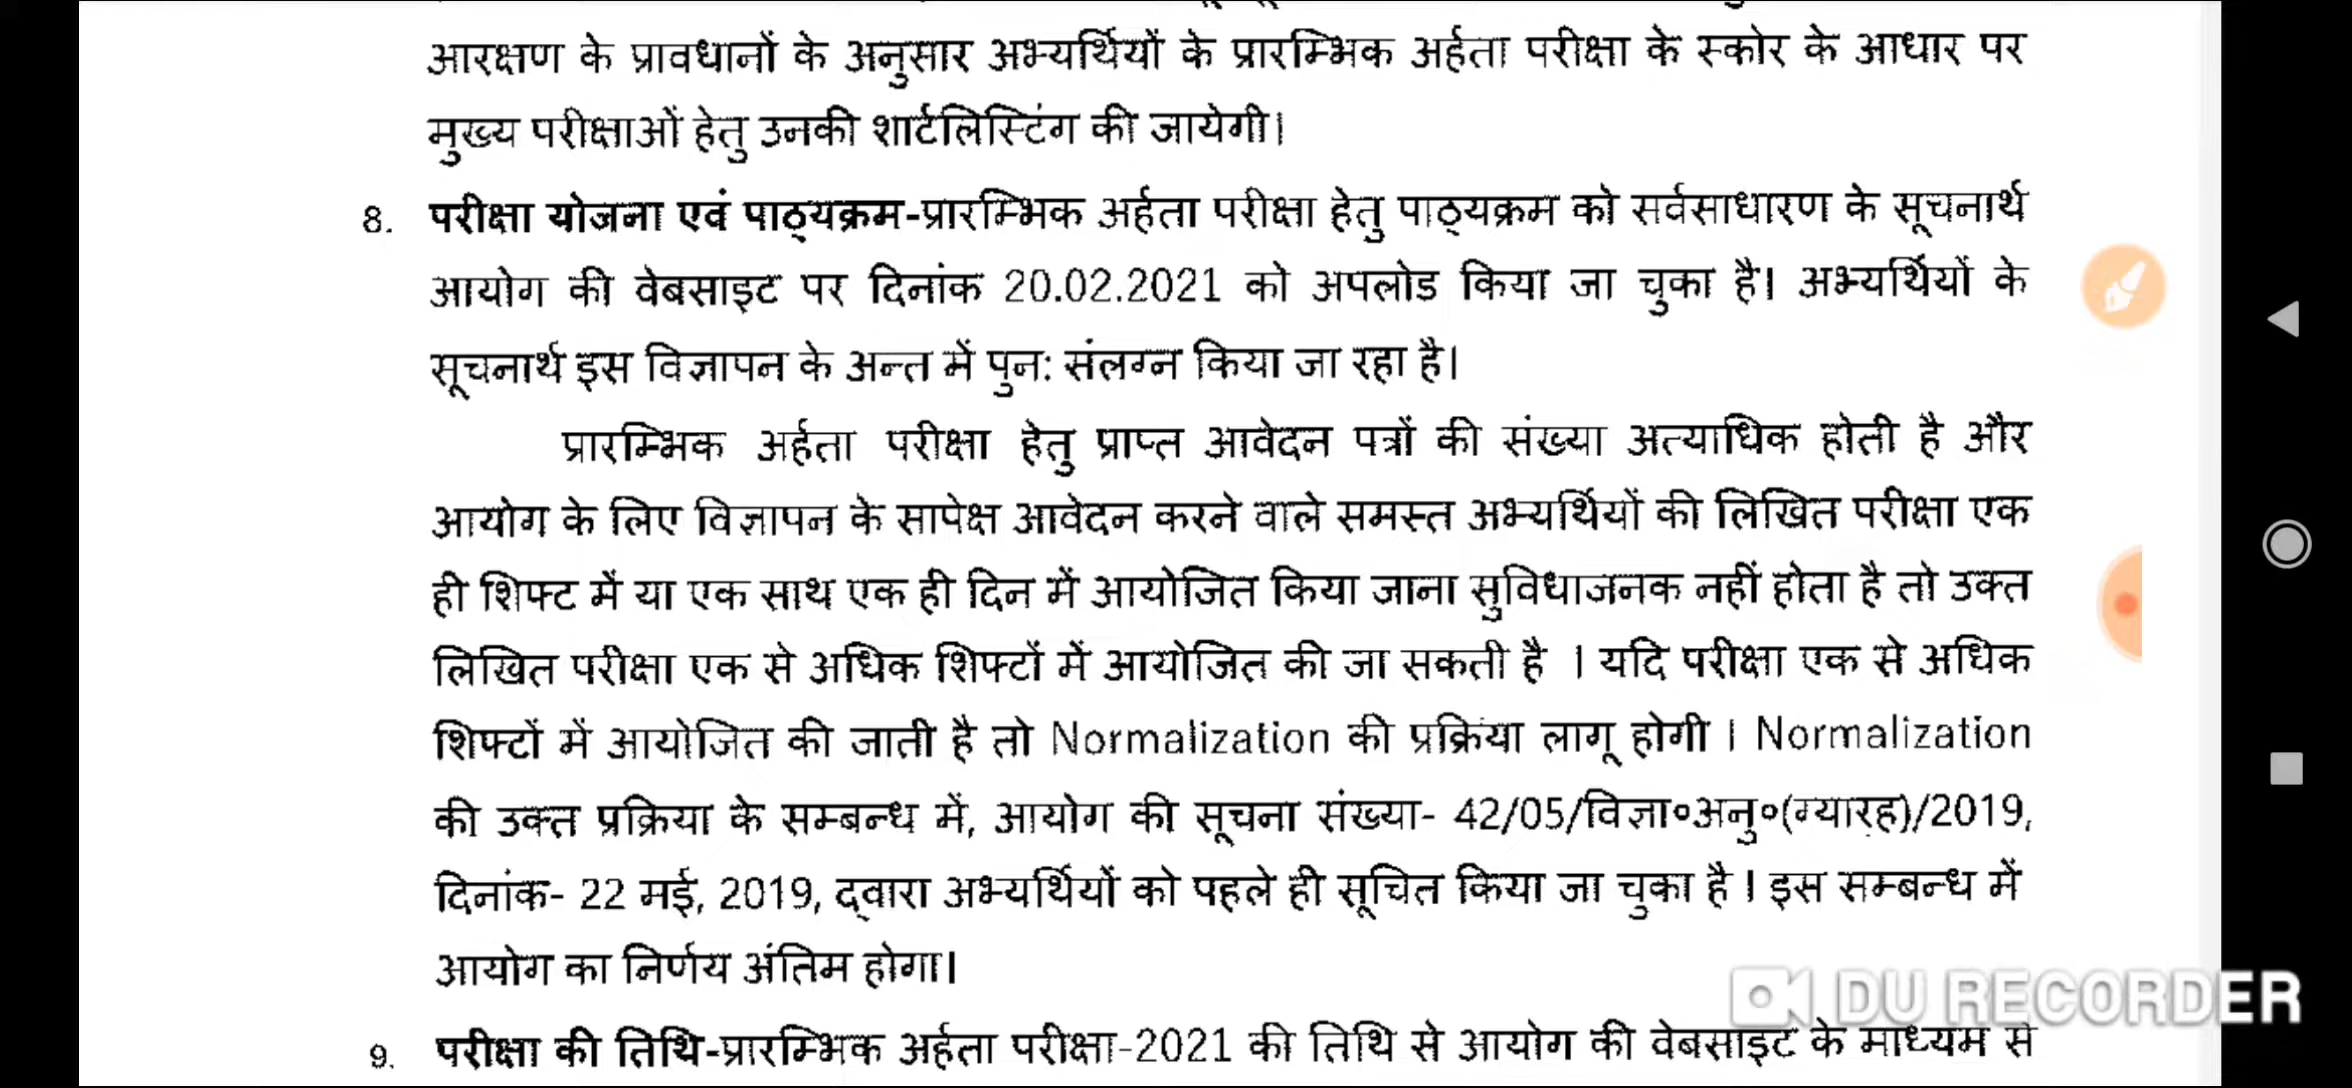 आरक्षण के प्रावधानों के अनुसार अभ्यर्थियों के प्रारम्भिक अर्हता परीक्षा के स्कोर के आधार पर
मुख्य परीक्षाओं हेतु उनकी शार्टलिस्टिंग की जायेगी।
8. परीक्षा योजना एवं पाठ्यक्रम-प्रारम्भिक अर्हता परीक्षा हेतु पाठ्यक्रम को सर्वसाधारण के सूचनार्थ
आयोग की वेबसाइट पर दिनांक 20.02.2021 को अपलोड किया जा चुका है। अभ्यर्थियों के
सूचनार्थ इस विज्ञापन के अन्त में पुन: संलग्न किया जा रहा है।
प्रारम्भिक अर्हता परीक्षा हेतु प्राप्त आवेदन पत्रों की संख्या अत्याधिक होती है और
आयोग के लिए विज्ञापन के सापेक्ष आवेदन करने वाले समस्त अभ्यर्थियों की लिखित परीक्षा एक
ही शिफ्ट में या एक साथ एक ही दिन में आयोजित किया जाना सुविधाजनक नहीं होता है तो उक्त
लिखित परीक्षा एक से अधिक शिफ्टों में आयोजित की जा सकती है । यदि परीक्षा एक से अधिक
शिफ्टों में आयोजित की जाती है तो Normalization की प्रक्रिया लागू होगी । Normalization
की उक्त प्रक्रिया के सम्बन्ध में, आयोग की सूचना संख्या- 42/05/विज्ञा०अनु०(ग्यारह)/2019,
दिनांक- 22 मई, 2019, द्वारा अभ्यर्थियों को पहले ही सूचित किया जा चुका है । इस सम्बन्ध में
आयोग का निर्णय अंतिम होगा।
DU RECORDER
9. परीक्षा की तिथि-प्रारम्भिक अर्हता परीक्षा-2021 की तिथि से आयोग की वेबसाइट के माध्यम से